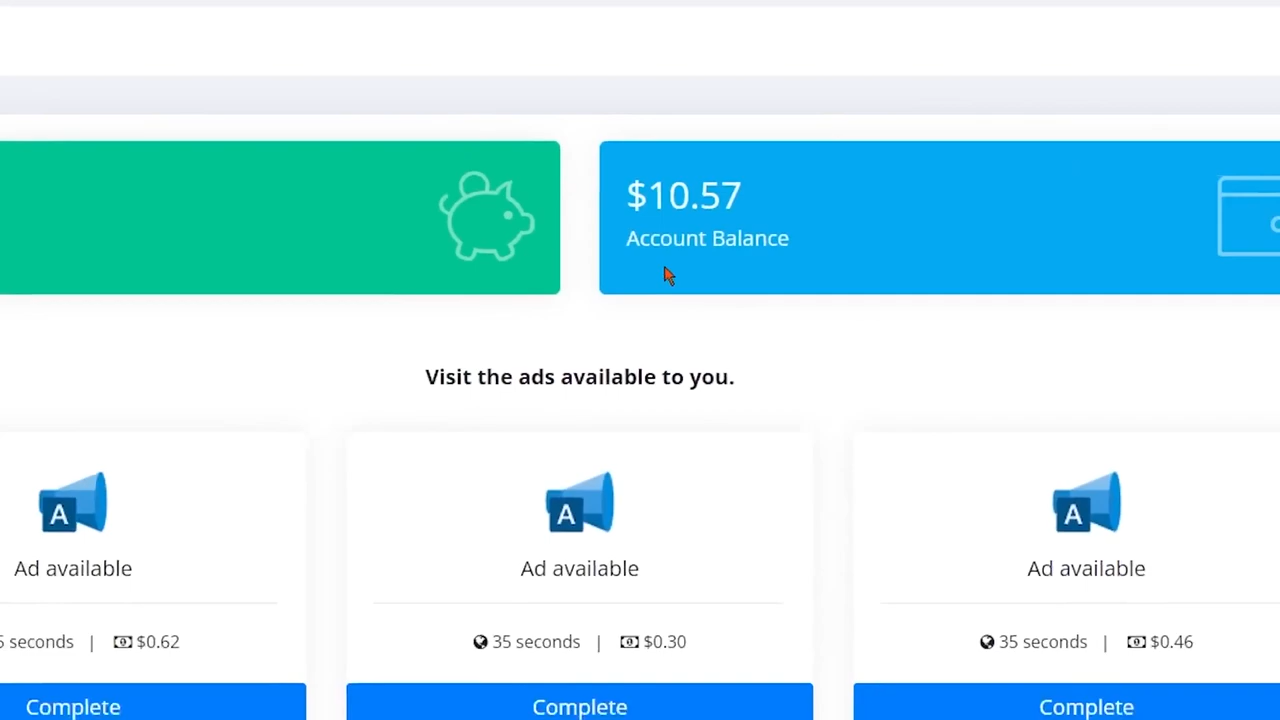 $10.57
Account Balance
Visit the ads available to you.
A
A
A
Ad available
Ad available
Ad available
seconds | $0.62
35 seconds | $0.30
35 seconds | $0.46
Complete
Complete
Complete